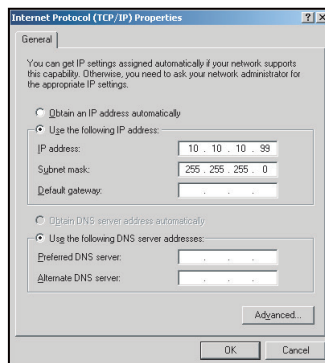 Internet Protocol (TCP/IP) Properties
General
You can get IP settings assigned automatically if your network supports
this capability. Otherwise, you need to ask your network administrator for
the appropriate IP settings.
Obtain an IP address automatically
Use the following IP address:
IP address: 10 . 10 . 10 . 99
Subnet mask: 255 . 255 . 255 . 0
Default gateway: . . .
Obtain DNS server address automatically
Use the following DNS server addresses:
Preferred DNS server: . . .
Alternate DNS server: . . .
Advanced...
OK Cancel